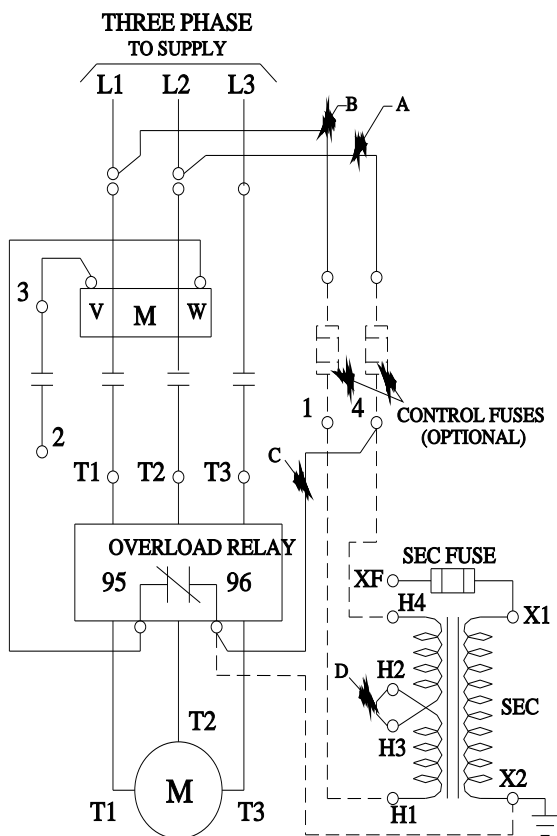 THREE PHASE
TO SUPPLY
L1 L2 L3
B A
3
V M W
2
1 4
CONTROL FUSES
(OPTIONAL)
C
T1 T2 T3
OVERLOAD RELAY
95 96
SEC FUSE
XF
H4 X1
D H2
SEC
H3
T2
X2
M
T1 T3
H1